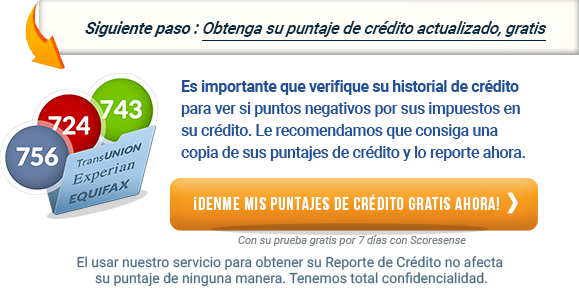 Siguiente paso : Obtenga su puntaje de crédito actualizado, gratis
Es importante que verifique su historial de crédito
para ver si puntos negativos por sus impuestos en
su crédito. Le recomendamos que consiga una
copia de sus puntajes de crédito y lo reporte ahora.
743
724
756
TransUNION
Experian
EQUIFAX
¡DENME MIS PUNTAJES DE CRÉDITO GRATIS AHORA! ❯
Con su prueba gratis por 7 días con Scoresense
El usar nuestro servicio para obtener su Reporte de Crédito no afecta
su puntaje de ninguna manera. Tenemos total confidencialidad.